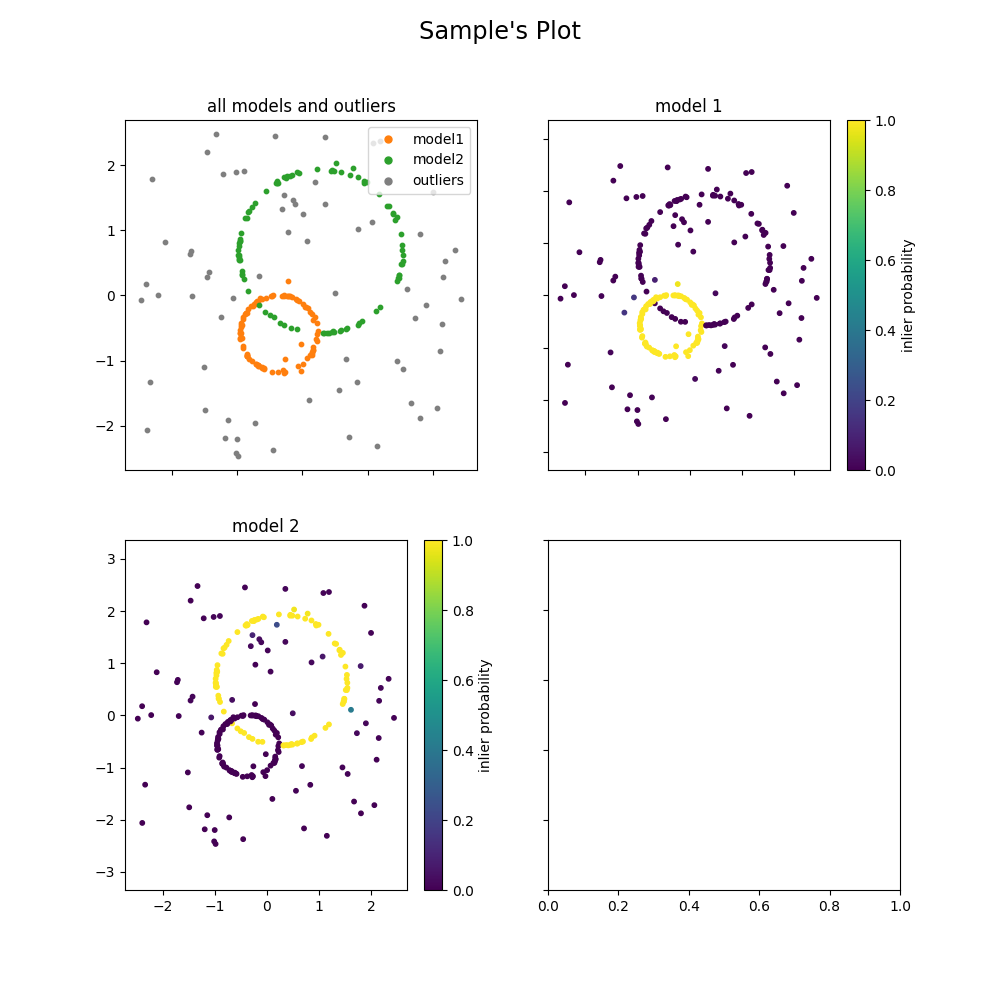 Sample's Plot
all models and outliers
model1
model2
outliers
2
1
0
−1
−2
model 1
1.0
0.8
0.6
0.4
0.2
0.0
inlier probability
model 2
3
2
1
0
−1
−2
−3
−2 −1 0 1 2
1.0
0.8
0.6
0.4
0.2
0.0
inlier probability
0.0 0.2 0.4 0.6 0.8 1.0